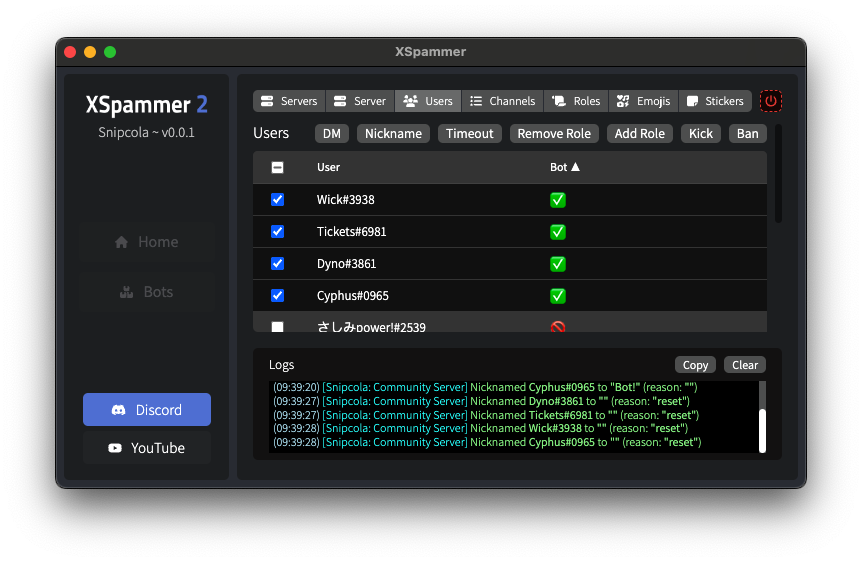 XSpammer
XSpammer 2
Snipcola ~ v0.0.1
Home
Bots
Discord
YouTube
Servers Server Users Channels Roles Emojis Stickers
Users DM Nickname Timeout Remove Role Add Role Kick Ban
User Bot ▲
Wick#3938
Tickets#6981
Dyno#3861
Cyphus#0965
さしみpower!#2539
Logs Copy Clear
(09:39:20) [Snipcola: Community Server] Nicknamed Cyphus#0965 to "Bot!" (reason: "")
(09:39:27) [Snipcola: Community Server] Nicknamed Dyno#3861 to "" (reason: "reset")
(09:39:27) [Snipcola: Community Server] Nicknamed Tickets#6981 to "" (reason: "reset")
(09:39:28) [Snipcola: Community Server] Nicknamed Wick#3938 to "" (reason: "reset")
(09:39:28) [Snipcola: Community Server] Nicknamed Cyphus#0965 to "" (reason: "reset")